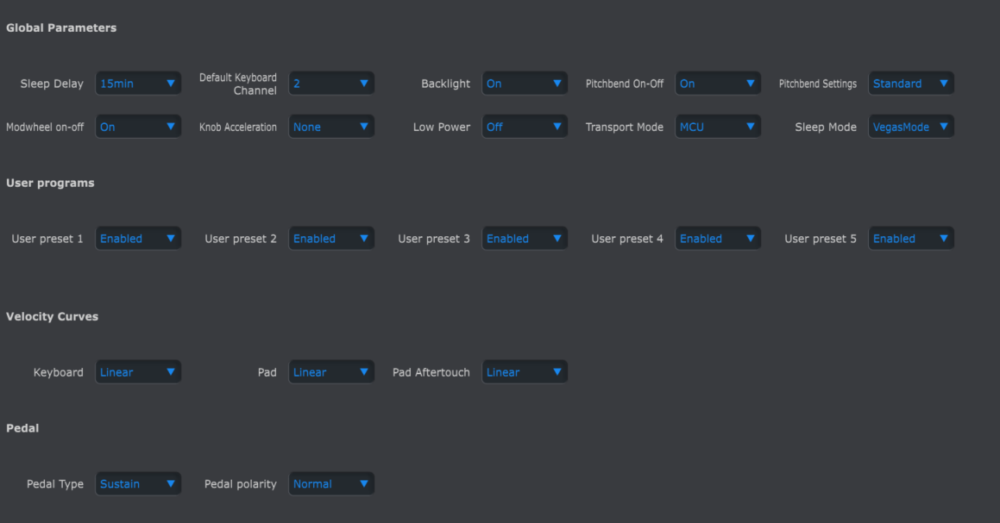 Global Parameters
Sleep Delay 15min Default Keyboard Channel 2 Backlight On Pitchbend On-Off On Pitchbend Settings Standard
Modwheel on-off On Knob Acceleration None Low Power Off Transport Mode MCU Sleep Mode VegasMode
User programs
User preset 1 Enabled User preset 2 Enabled User preset 3 Enabled User preset 4 Enabled User preset 5 Enabled
Velocity Curves
Keyboard Linear Pad Linear Pad Aftertouch Linear
Pedal
Pedal Type Sustain Pedal polarity Normal